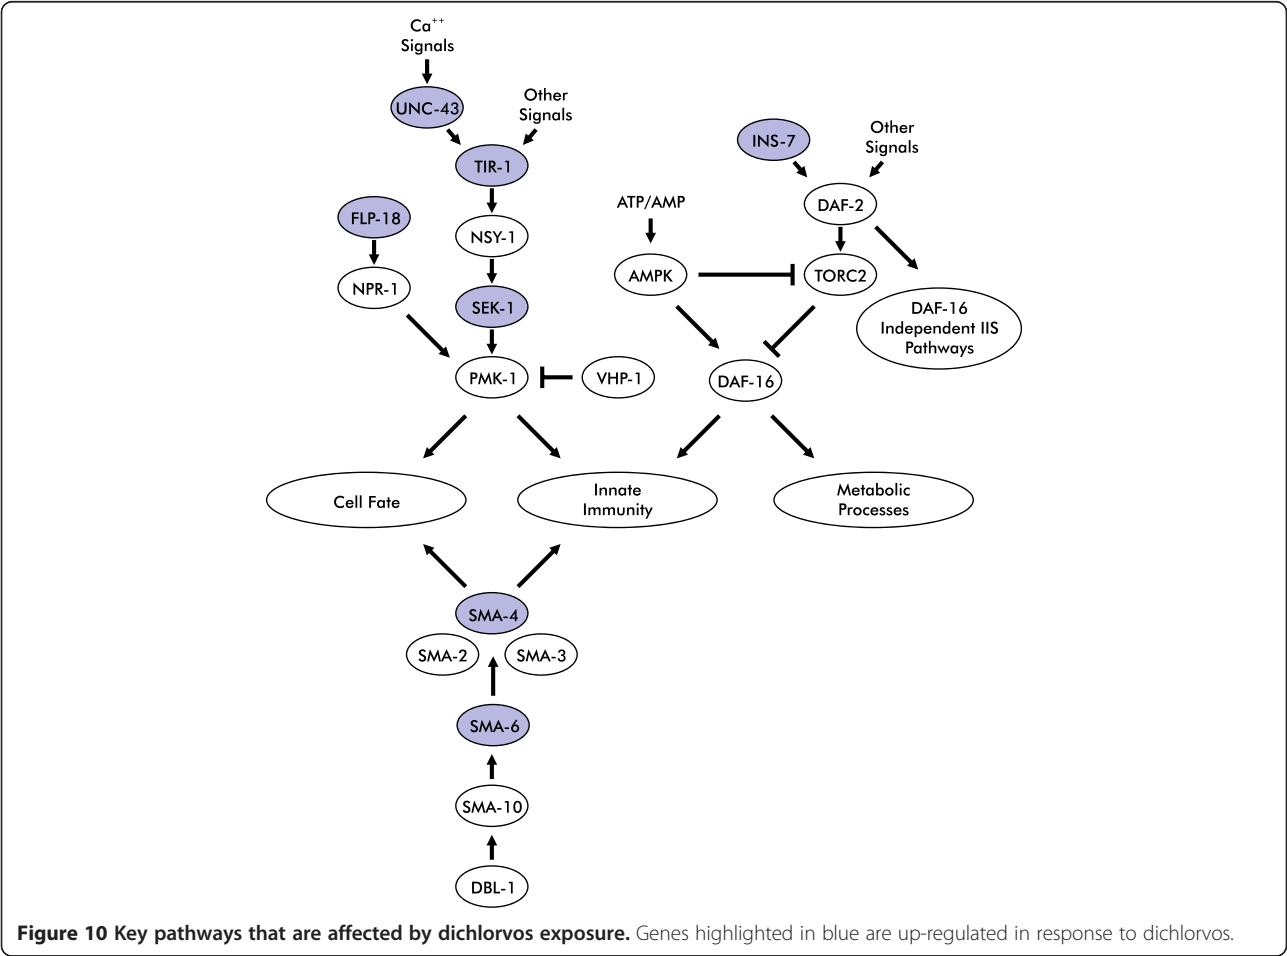 Ca++
Signals
UNC-43
Other
Signals
TIR-1
FLP-18
NSY-1
NPR-1
SEK-1
PMK-1
VHP-1
INS-7
Other
Signals
DAF-2
ATP/AMP
AMPK
TORC2
DAF-16
Independent IIS
Pathways
DAF-16
Cell Fate
Innate
Immunity
Metabolic
Processes
SMA-4
SMA-2
SMA-3
SMA-6
SMA-10
DBL-1
Figure 10 Key pathways that are affected by dichlorvos exposure. Genes highlighted in blue are up-regulated in response to dichlorvos.